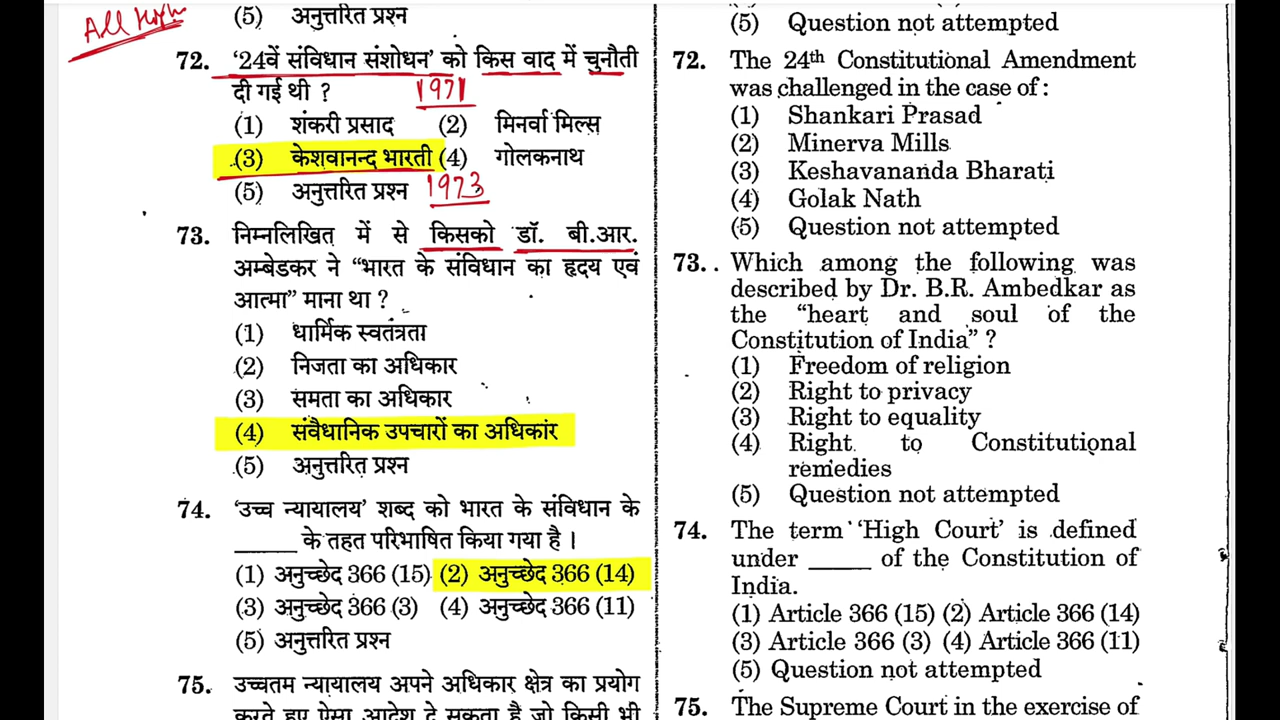 All High
(5) अनुत्तरित प्रश्न
72. '24वें संविधान संशोधन' को किस वाद में चुनौती
दी गई थी ? 1971
(1) शंकरी प्रसाद (2) मिनर्वा मिल्स
(3) केशवानन्द भारती (4) गोलकनाथ
(5) अनुत्तरित प्रश्न 1973
73. निम्नलिखित में से किसको डॉ. बी.आर.
अम्बेडकर ने "भारत के संविधान का हृदय एवं
आत्मा" माना था ?
(1) धार्मिक स्वतंत्रता
(2) निजता का अधिकार
(3) समता का अधिकार
(4) संवैधानिक उपचारों का अधिकार
(5) अनुत्तरित प्रश्न
74. 'उच्च न्यायालय' शब्द को भारत के संविधान के
_____ के तहत परिभाषित किया गया है ।
(1) अनुच्छेद 366 (15) (2) अनुच्छेद 366 (14)
(3) अनुच्छेद 366 (3) (4) अनुच्छेद 366 (11)
(5) अनुत्तरित प्रश्न
75. उच्चतम न्यायालय अपने अधिकार क्षेत्र का प्रयोग
करते हुए ऐसा आदेश दे सकता है जो किसी भी
(5) Question not attempted
72. The 24th Constitutional Amendment
was challenged in the case of :
(1) Shankari Prasad
(2) Minerva Mills
(3) Keshavananda Bharati
(4) Golak Nath
(5) Question not attempted
73. Which among the following was
described by Dr. B.R. Ambedkar as
the "heart and soul of the
Constitution of India" ?
(1) Freedom of religion
(2) Right to privacy
(3) Right to equality
(4) Right to Constitutional
remedies
(5) Question not attempted
74. The term 'High Court' is defined
under _____ of the Constitution of
India.
(1) Article 366 (15) (2) Article 366 (14)
(3) Article 366 (3) (4) Article 366 (11)
(5) Question not attempted
75. The Supreme Court in the exercise of